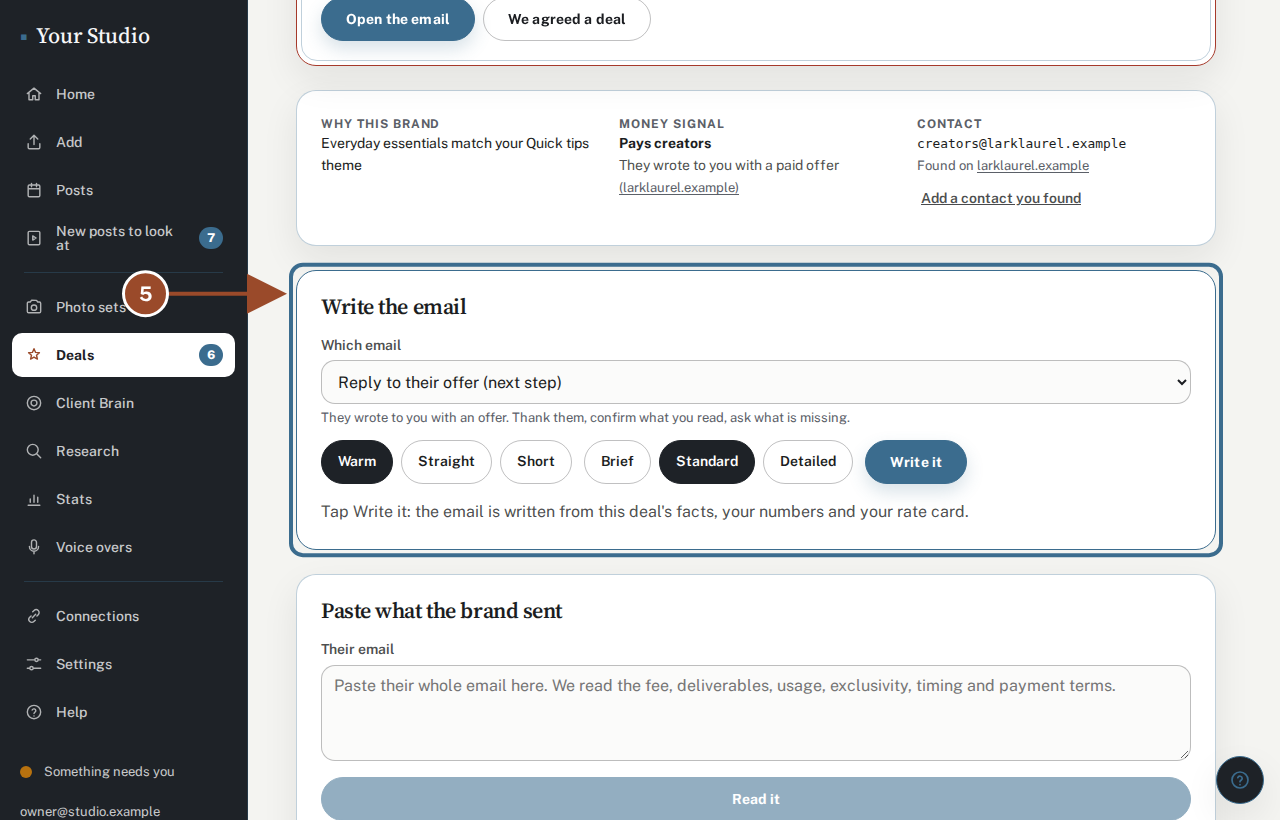 Your Studio
Home
Add
Posts
New posts to look
at
7
5
Photo sets
Deals
6
Client Brain
Research
Stats
Voice overs
Connections
Settings
Help
Something needs you
owner@studio.example
Open the email
We agreed a deal
WHY THIS BRAND
Everyday essentials match your Quick tips
theme
MONEY SIGNAL
Pays creators
They wrote to you with a paid offer
(larklaurel.example)
CONTACT
creators@larklaurel.example
Found on larklaurel.example
Add a contact you found
Write the email
Which email
Reply to their offer (next step)
They wrote to you with an offer. Thank them, confirm what you read, ask what is missing.
Warm
Straight
Short
Brief
Standard
Detailed
Write it
Tap Write it: the email is written from this deal's facts, your numbers and your rate card.
Paste what the brand sent
Their email
Paste their whole email here. We read the fee, deliverables, usage, exclusivity, timing and payment terms.
Read it